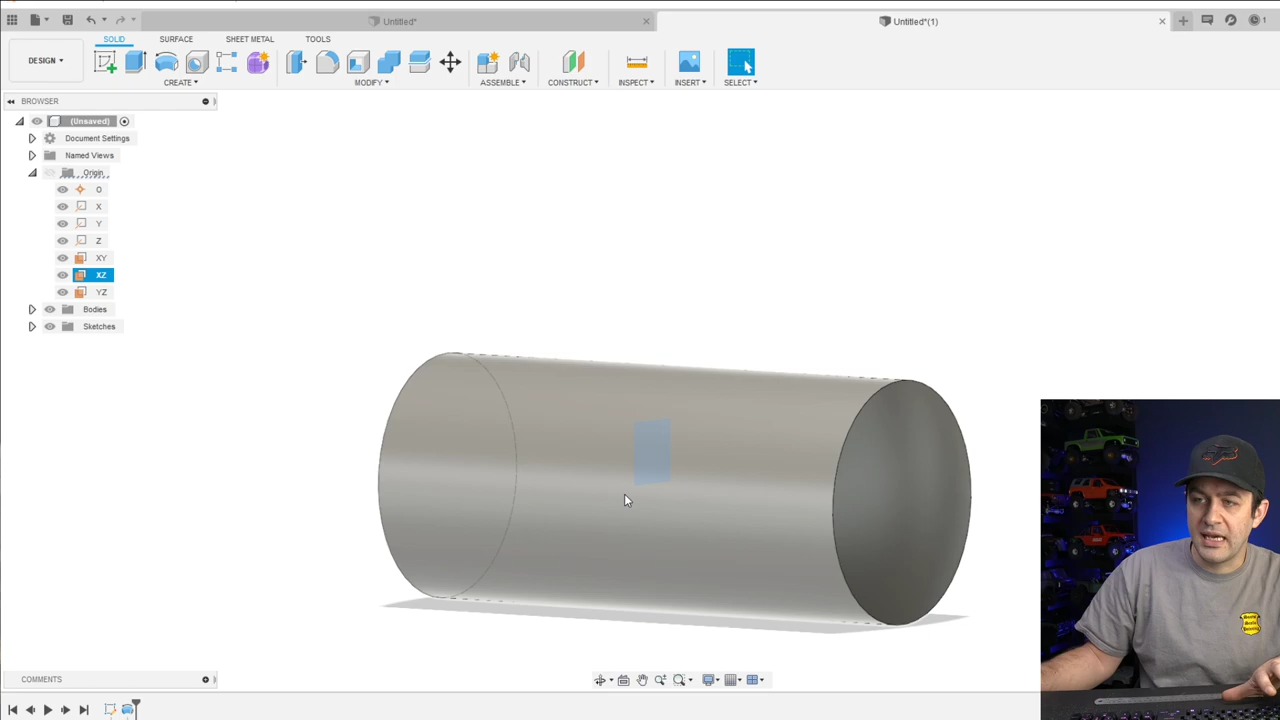 Untitled*
Untitled*(1)
1
DESIGN
SOLID
SURFACE
SHEET METAL
TOOLS
CREATE
MODIFY
ASSEMBLE
CONSTRUCT
INSPECT
INSERT
SELECT
BROWSER
(Unsaved)
Document Settings
Named Views
Origin
O
X
Y
Z
XY
XZ
YZ
Bodies
Sketches
COMMENTS